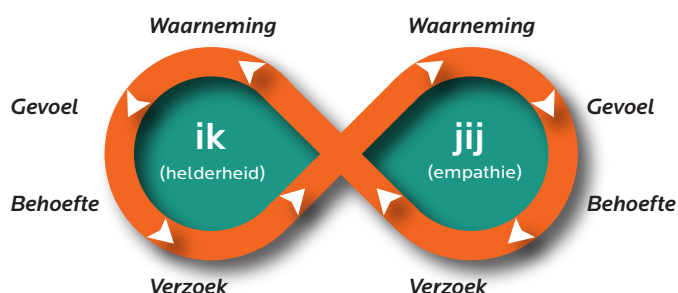 Waarneming
Waarneming
Gevoel
Gevoel
ik
(helderheid)
jij
(empathie)
Behoefte
Behoefte
Verzoek
Verzoek